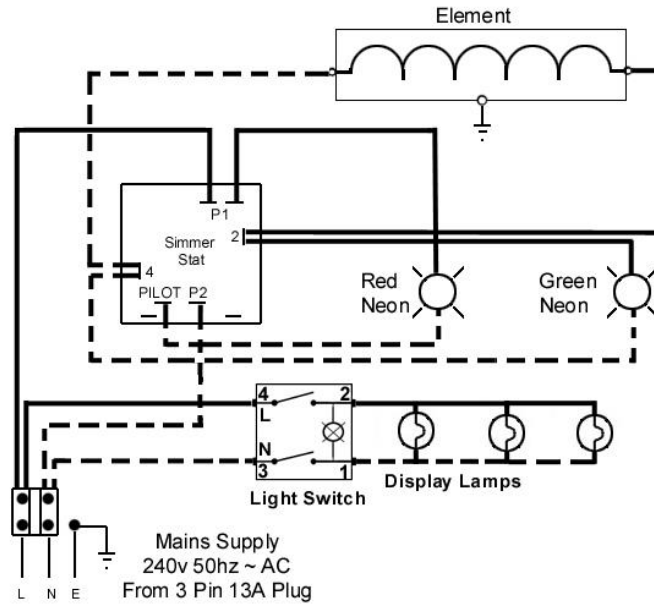 Element
P1
Simmer
Stat
2
4
PILOT P2
Red
Neon
Green
Neon
4 2
L
N
3 1
Light Switch
Display Lamps
Mains Supply
240v 50hz ~ AC
From 3 Pin 13A Plug
L N E